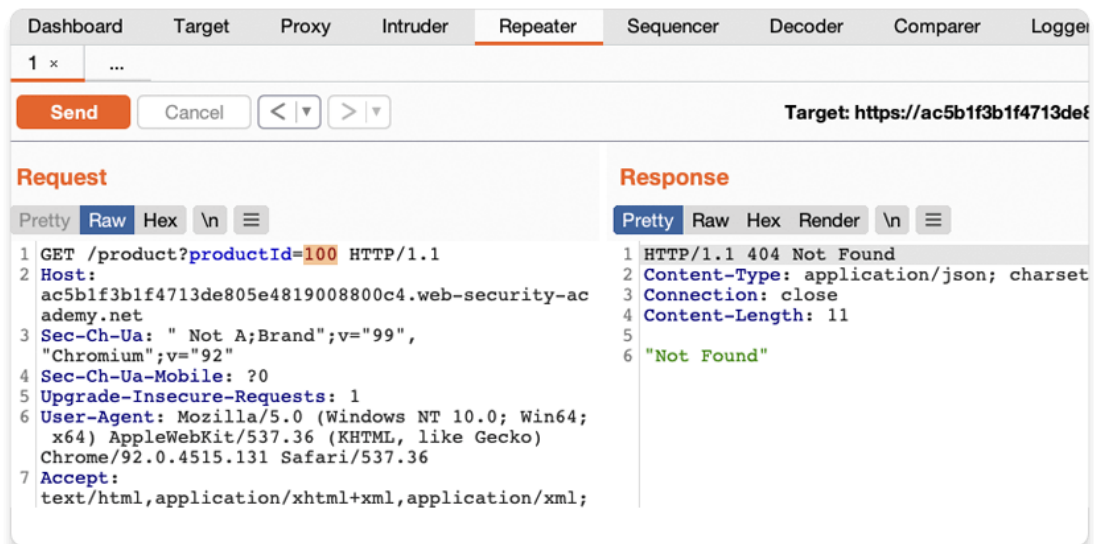 Dashboard Target Proxy Intruder Repeater Sequencer Decoder Comparer Logger
1 × ...
Send Cancel < ▼ > ▼ Target: https://ac5b1f3b1f4713de8
Request
Pretty Raw Hex \n ≡
1 GET /product?productId=100 HTTP/1.1
2 Host:
ac5b1f3b1f4713de805e4819008800c4.web-security-ac
ademy.net
3 Sec-Ch-Ua: " Not A;Brand";v="99",
"Chromium";v="92"
4 Sec-Ch-Ua-Mobile: ?0
5 Upgrade-Insecure-Requests: 1
6 User-Agent: Mozilla/5.0 (Windows NT 10.0; Win64;
x64) AppleWebKit/537.36 (KHTML, like Gecko)
Chrome/92.0.4515.131 Safari/537.36
7 Accept:
text/html,application/xhtml+xml,application/xml;
Response
Pretty Raw Hex Render \n ≡
1 HTTP/1.1 404 Not Found
2 Content-Type: application/json; charset
3 Connection: close
4 Content-Length: 11
5
6 "Not Found"